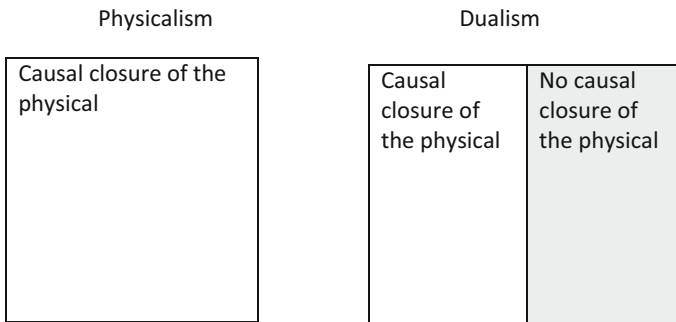 Physicalism
Dualism
Causal closure of the
physical
Causal
closure of
the physical
No causal
closure of
the physical